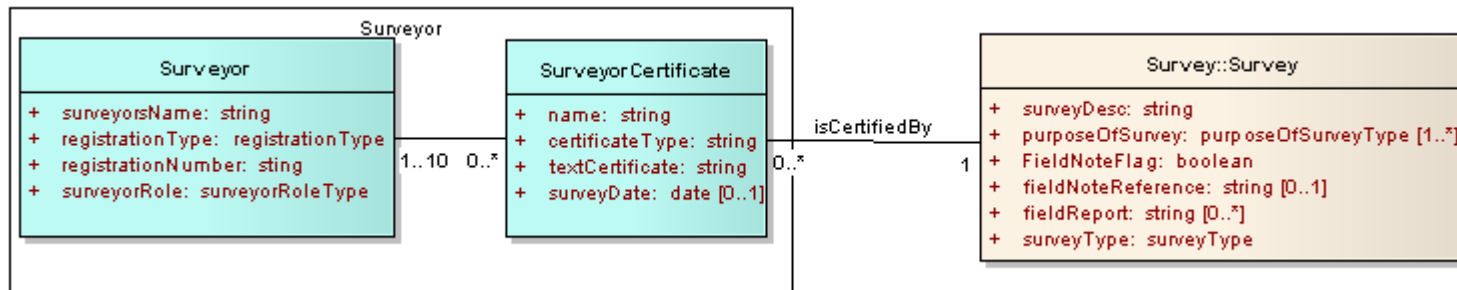 Surveyor
Surveyor
+ surveyorsName: string
+ registrationType: registrationType
+ registrationNumber: sting
+ surveyorRole: surveyorRoleType
1..10 0..*
SurveyorCertificate
+ name: string
+ certificateType: string
+ textCertificate: string
+ surveyDate: date [0..1]
isCertifiedBy
0..* 1
Survey::Survey
+ surveyDesc: string
+ purposeOfSurvey: purposeOfSurveyType [1..*]
+ FieldNoteFlag: boolean
+ fieldNoteReference: string [0..1]
+ fieldReport: string [0..*]
+ surveyType: surveyType